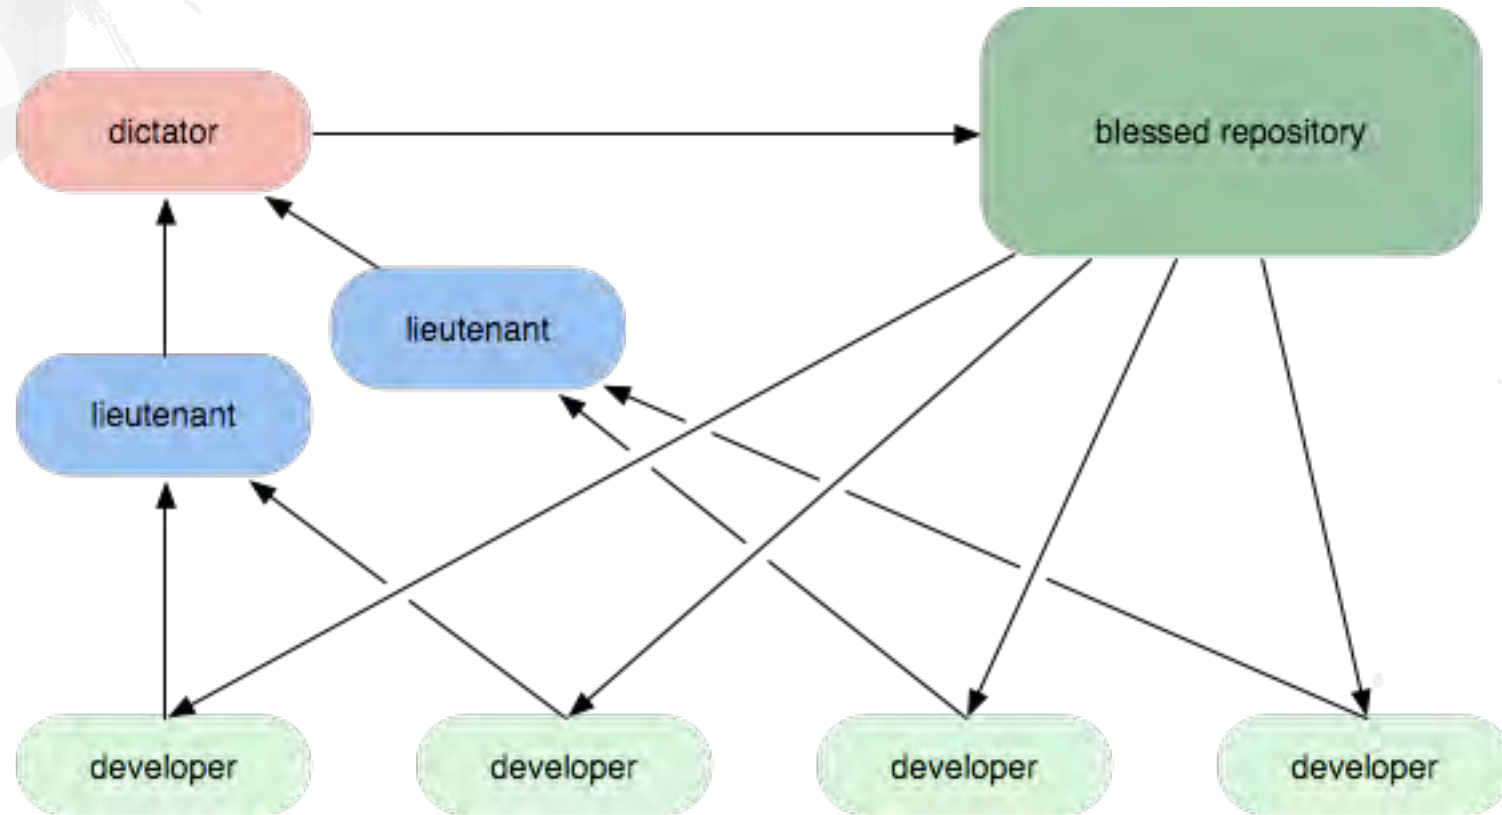 dictator
blessed repository
lieutenant
lieutenant
developer
developer
developer
developer